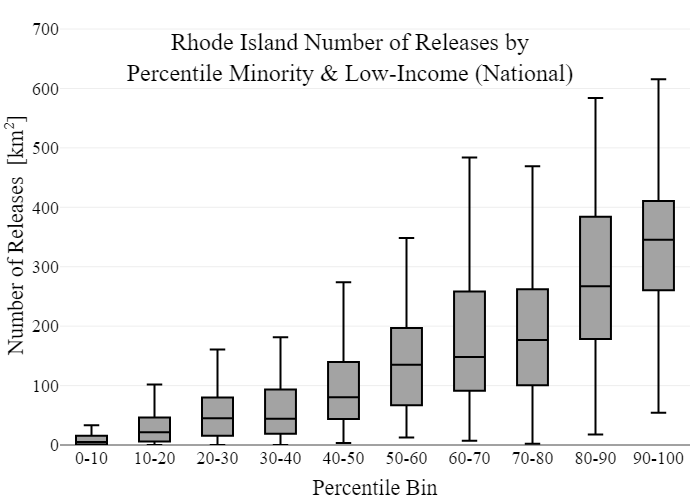 Rhode Island Number of Releases by
Percentile Minority & Low-Income (National)
Number of Releases [km²]
700
600
500
400
300
200
100
0
0-10 10-20 20-30 30-40 40-50 50-60 60-70 70-80 80-90 90-100
Percentile Bin